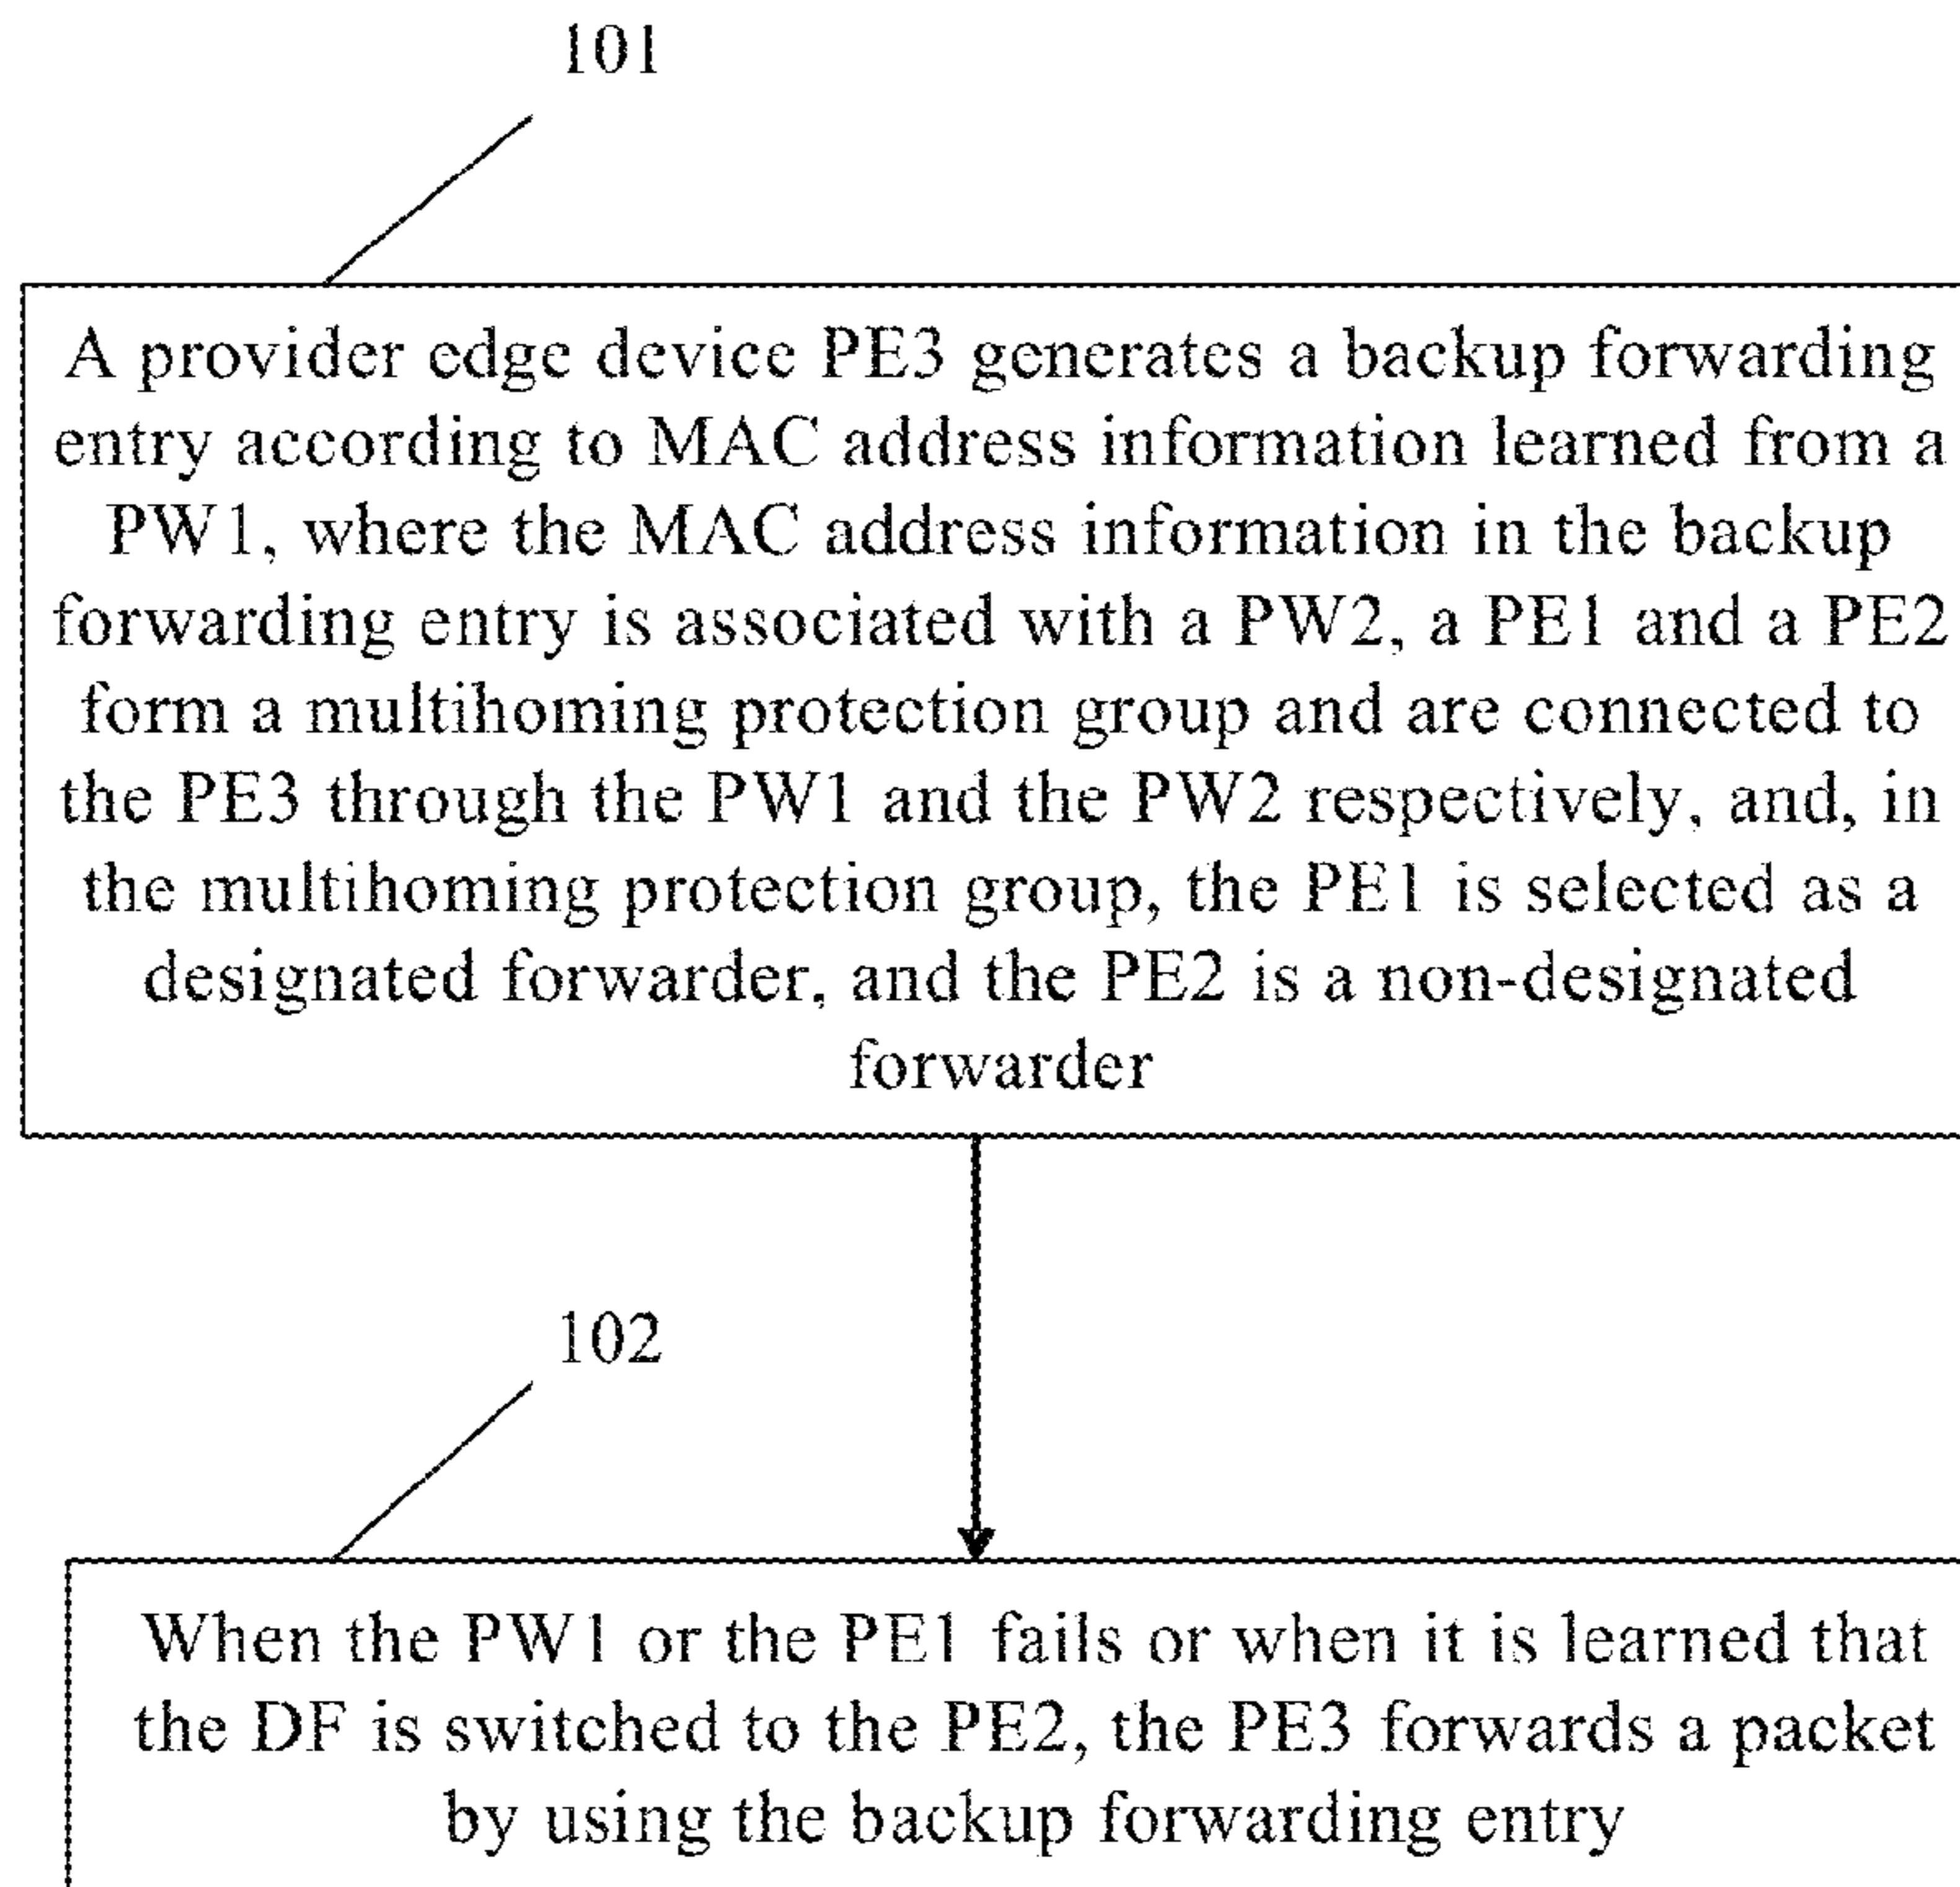 101
A provider edge device PE3 generates a backup forwarding
entry according to MAC address information learned from a
PW1, where the MAC address information in the backup
forwarding entry is associated with a PW2, a PE1 and a PE2
form a multihoming protection group and are connected to
the PE3 through the PW1 and the PW2 respectively, and, in
the multihoming protection group, the PE1 is selected as a
designated forwarder, and the PE2 is a non-designated
forwarder
102
When the PW1 or the PE1 fails or when it is learned that
the DF is switched to the PE2, the PE3 forwards a packet
by using the backup forwarding entry